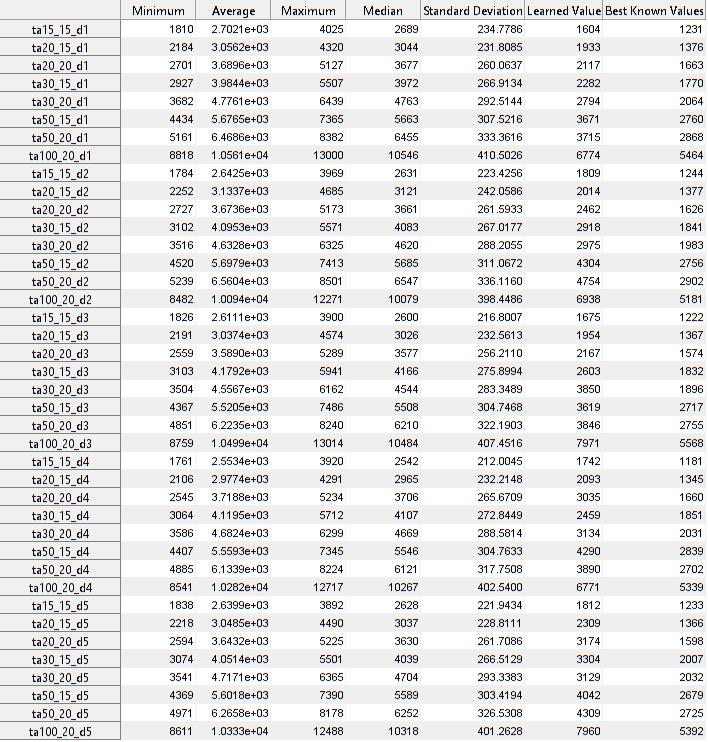 Minimum Average Maximum Median Standard Deviation Learned Value Best Known Values
ta15_15_d1 1810 2.7021e+03 4025 2689 234.7786 1604 1231
ta20_15_d1 2184 3.0562e+03 4320 3044 231.8085 1933 1376
ta20_20_d1 2701 3.6896e+03 5127 3677 260.0637 2117 1663
ta30_15_d1 2927 3.9844e+03 5507 3972 266.9134 2282 1770
ta30_20_d1 3682 4.7761e+03 6439 4763 292.5144 2794 2064
ta50_15_d1 4434 5.6765e+03 7365 5663 307.5216 3671 2760
ta50_20_d1 5161 6.4686e+03 8382 6455 333.3616 3715 2868
ta100_20_d1 8818 1.0561e+04 13000 10546 410.5026 6774 5464
ta15_15_d2 1784 2.6425e+03 3969 2631 223.4256 1809 1244
ta20_15_d2 2252 3.1337e+03 4685 3121 242.0586 2014 1377
ta20_20_d2 2727 3.6736e+03 5173 3661 261.5933 2462 1626
ta30_15_d2 3102 4.0953e+03 5571 4083 267.0177 2918 1841
ta30_20_d2 3516 4.6328e+03 6325 4620 288.2055 2975 1983
ta50_15_d2 4520 5.6979e+03 7413 5685 311.0672 4304 2756
ta50_20_d2 5239 6.5604e+03 8501 6547 336.1160 4754 2902
ta100_20_d2 8482 1.0094e+04 12271 10079 398.4486 6938 5181
ta15_15_d3 1826 2.6111e+03 3900 2600 216.8007 1675 1222
ta20_15_d3 2191 3.0374e+03 4574 3026 232.5613 1954 1367
ta20_20_d3 2559 3.5890e+03 5289 3577 256.2110 2167 1574
ta30_15_d3 3103 4.1792e+03 5941 4166 275.8994 2603 1832
ta30_20_d3 3504 4.5567e+03 6162 4544 283.3489 3850 1896
ta50_15_d3 4367 5.5205e+03 7486 5508 304.7468 3619 2717
ta50_20_d3 4851 6.2235e+03 8240 6210 322.1903 3846 2755
ta100_20_d3 8759 1.0499e+04 13014 10484 407.4516 7971 5568
ta15_15_d4 1761 2.5534e+03 3920 2542 212.0045 1742 1181
ta20_15_d4 2106 2.9774e+03 4291 2965 232.2148 2093 1345
ta20_20_d4 2545 3.7188e+03 5234 3706 265.6709 3035 1660
ta30_15_d4 3064 4.1195e+03 5712 4107 272.8449 2459 1851
ta30_20_d4 3586 4.6824e+03 6299 4669 288.5814 3134 2031
ta50_15_d4 4407 5.5593e+03 7345 5546 304.7633 4290 2839
ta50_20_d4 4885 6.1339e+03 8224 6121 317.7508 3890 2702
ta100_20_d4 8541 1.0282e+04 12717 10267 402.5400 6771 5339
ta15_15_d5 1838 2.6399e+03 3892 2628 221.9434 1812 1233
ta20_15_d5 2218 3.0485e+03 4490 3037 228.8111 2309 1366
ta20_20_d5 2594 3.6432e+03 5225 3630 261.7086 3174 1598
ta30_15_d5 3074 4.0514e+03 5501 4039 266.5129 3304 2007
ta30_20_d5 3541 4.7171e+03 6365 4704 293.3383 3129 2032
ta50_15_d5 4369 5.6018e+03 7390 5589 303.4194 4042 2679
ta50_20_d5 4971 6.2658e+03 8178 6252 326.5308 4309 2725
ta100_20_d5 8611 1.0333e+04 12488 10318 401.2628 7960 5392